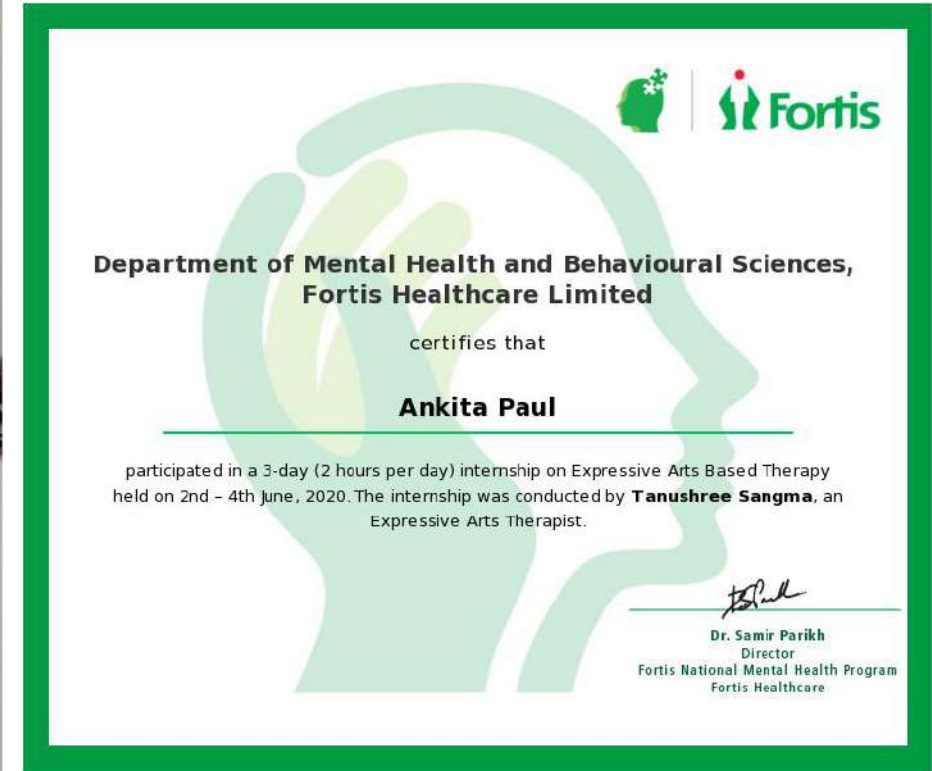 Fortis
Department of Mental Health and Behavioural Sciences,
Fortis Healthcare Limited
certifies that
Ankita Paul
participated in a 3-day (2 hours per day) internship on Expressive Arts Based Therapy
held on 2nd – 4th June, 2020. The internship was conducted by Tanushree Sangma, an
Expressive Arts Therapist.
Dr. Samir Parikh
Director
Fortis National Mental Health Program
Fortis Healthcare